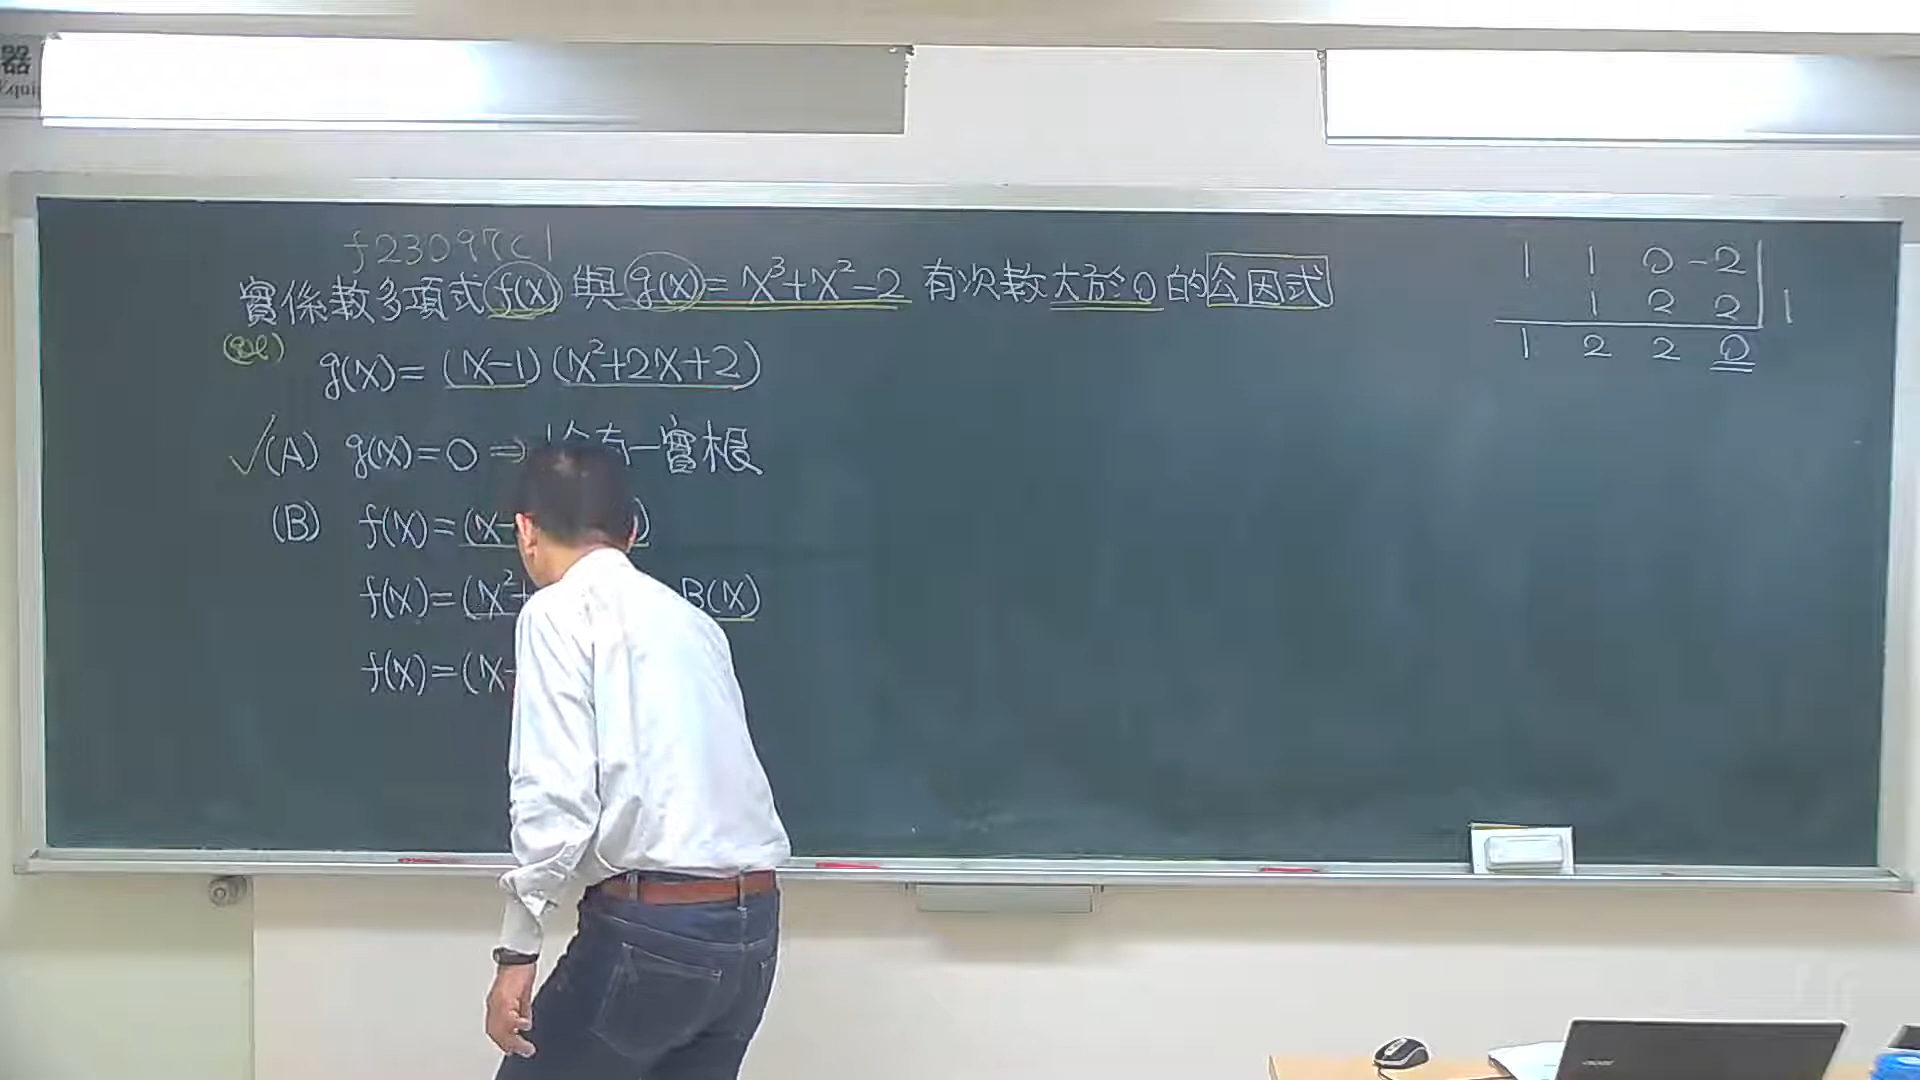 器
Equip
f23097C1
實係數多項式f(x)與g(x)=x³+x²-2 有次數大於0的公因式
g(x)=(x-1)(x²+2x+2)
✓(A) g(x)=0⇒ 一實根
(B) f(x)=(x- )
f(x)=(x²+ B(x)
f(x)=(x-
1 1 0 -2
1 2 2 1
1 2 2 0